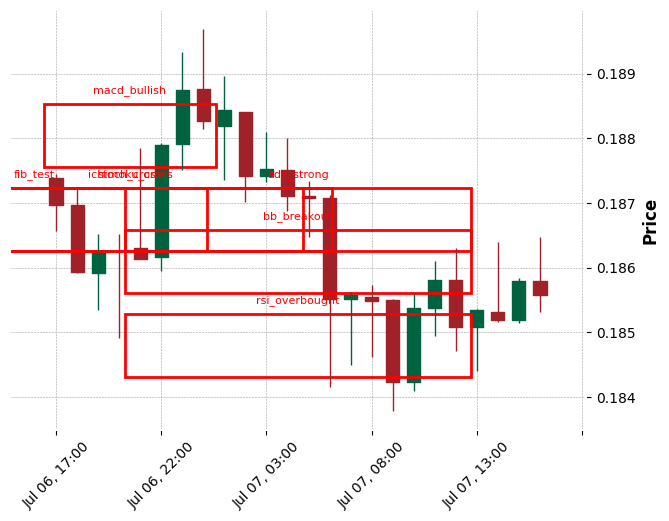 macd_bullish
fib_test
adx_strong
bb_breakout
rsi_overbought
0.189
0.188
0.187
0.186
0.185
0.184
Price
Jul 06, 17:00
Jul 06, 22:00
Jul 07, 03:00
Jul 07, 08:00
Jul 07, 13:00